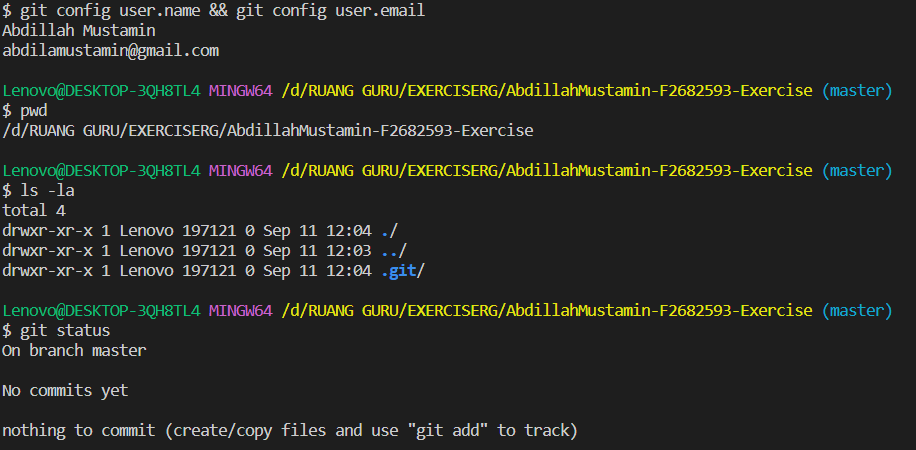 $ git config user.name && git config user.email
Abdillah Mustamin
abdilamustamin@gmail.com
Lenovo@DESKTOP-3QH8TL4 MINGW64 /d/RUANG GURU/EXERCISERG/AbdillahMustamin-F2682593-Exercise (master)
$ pwd
/d/RUANG GURU/EXERCISERG/AbdillahMustamin-F2682593-Exercise
Lenovo@DESKTOP-3QH8TL4 MINGW64 /d/RUANG GURU/EXERCISERG/AbdillahMustamin-F2682593-Exercise (master)
$ ls -la
total 4
drwxr-xr-x 1 Lenovo 197121 0 Sep 11 12:04 ./
drwxr-xr-x 1 Lenovo 197121 0 Sep 11 12:03 ../
drwxr-xr-x 1 Lenovo 197121 0 Sep 11 12:04 .git/
Lenovo@DESKTOP-3QH8TL4 MINGW64 /d/RUANG GURU/EXERCISERG/AbdillahMustamin-F2682593-Exercise (master)
$ git status
On branch master
No commits yet
nothing to commit (create/copy files and use "git add" to track)